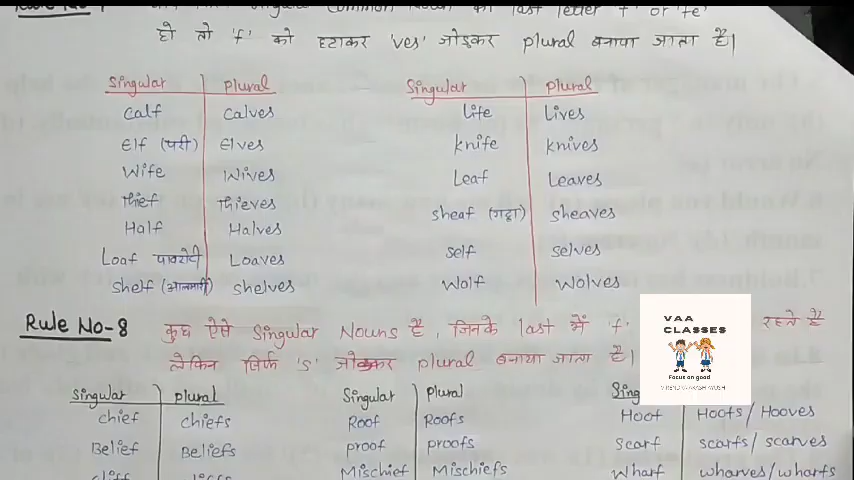 हो तो 'f' को हटाकर 'ves' जोड़कर plural बनाया जाता है।
Singular plural Singular plural
Calf Calves life Lives
Elf (परी) Elves knife knives
Wife Wives Leaf Leaves
Thief Thieves sheaf (गट्ठा) sheaves
Half Halves self selves
Loaf पावरोटी Loaves Wolf Wolves
shelf (आलमारी) shelves
VAA
CLASSES
Focus on good
Rule No-8 कुछ ऐसे Singular Nouns हैं, जिनके last में 'f' रहते हैं
लेकिन सिर्फ 's' जोड़कर plural बनाया जाता है।
Singular plural Singular Plural
chief chiefs Roof Roofs Hoof Hoofs / Hooves
Belief Beliefs proof proofs scarf scarfs / scarves
Mischief Mischiefs Wharf wharves/wharfs